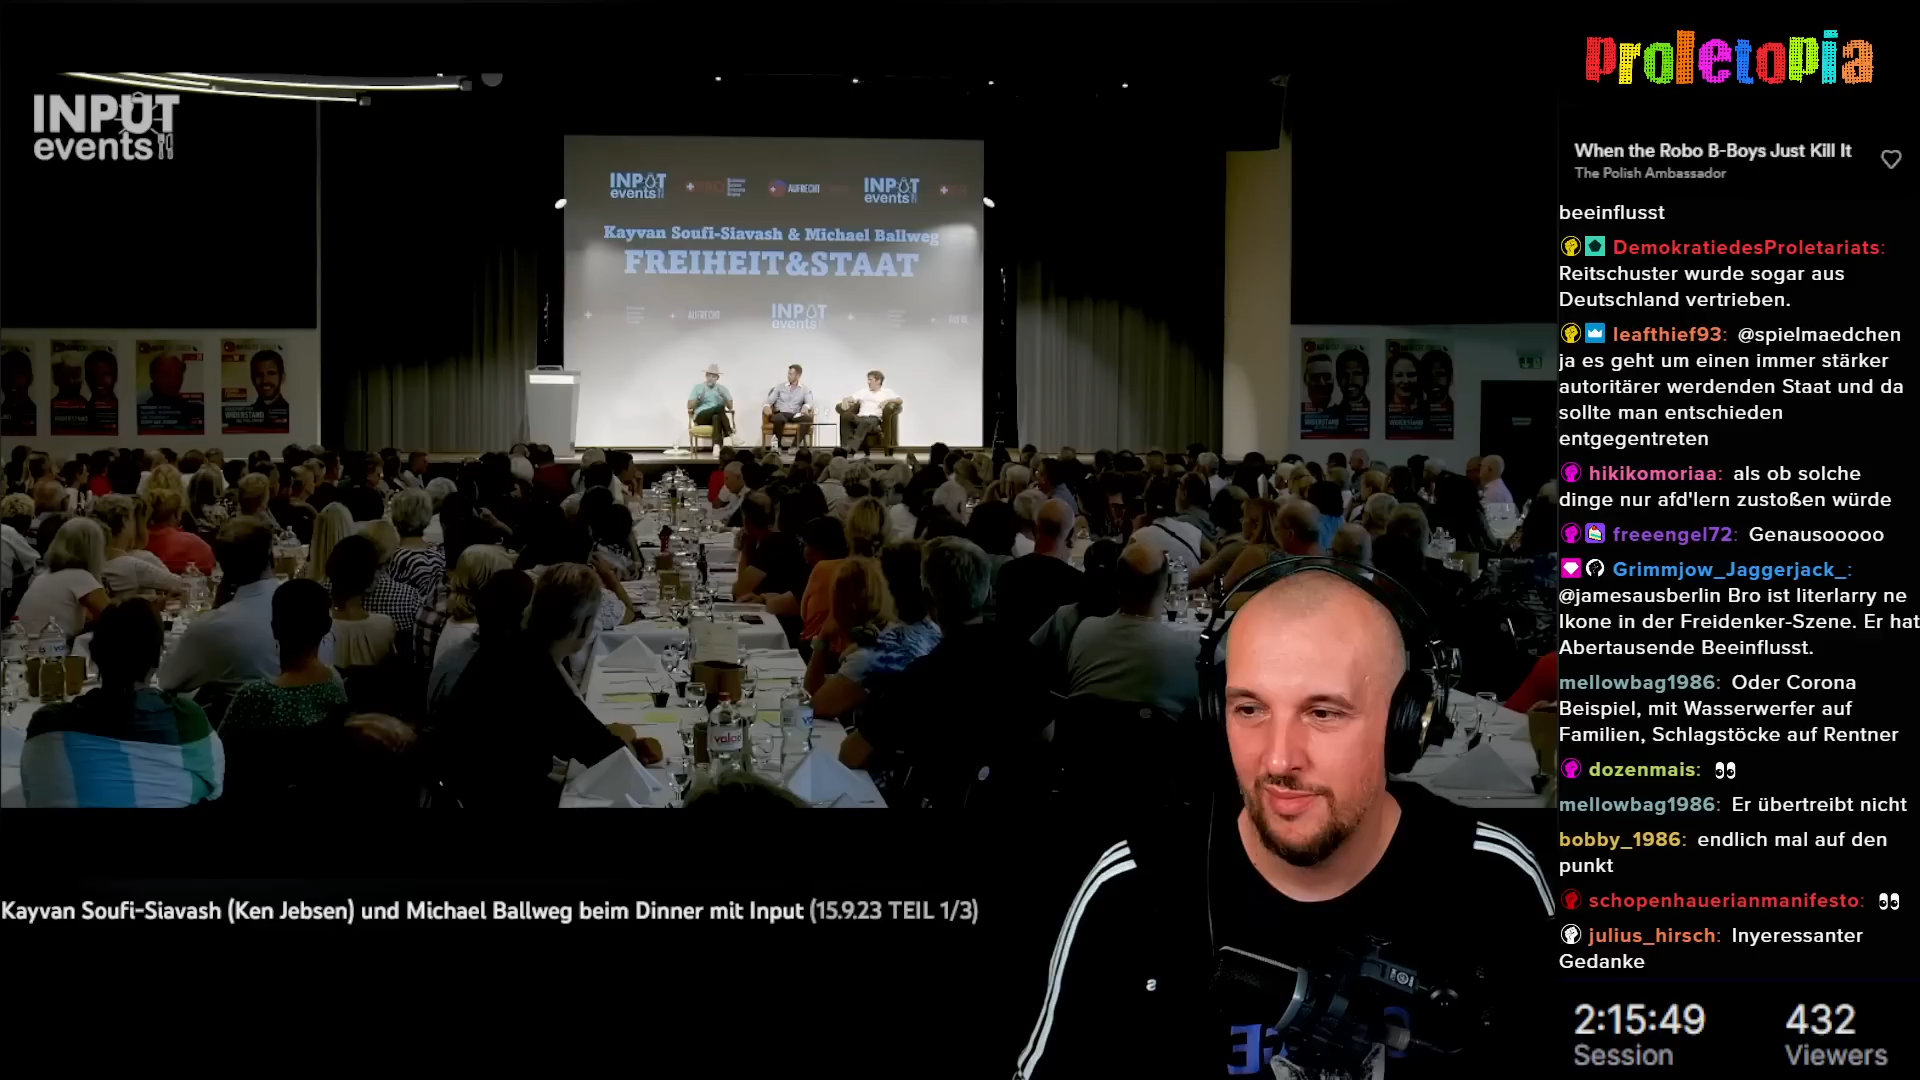 INPUT
events
INPUT
events
AUFRECHT
INPUT
events
Kayvan Soufi-Siavash & Michael Ballweg
FREIHEIT&STAAT
AUFRECHT
INPUT
events
Kayvan Soufi-Siavash (Ken Jebsen) und Michael Ballweg beim Dinner mit Input (15.9.23 TEIL 1/3)
Proletopia
When the Robo B-Boys Just Kill It
The Polish Ambassador
beeinflusst
DemokratiedesProletariats:
Reitschuster wurde sogar aus
Deutschland vertrieben.
leafthief93: @spielmaedchen
ja es geht um einen immer stärker
autoritärer werdenden Staat und da
sollte man entschieden
entgegentreten
hikikomoriaa: als ob solche
dinge nur afd'lern zustoßen würde
freeengel72: Genausooooo
Grimmjow_Jaggerjack_:
@jamesausberlin Bro ist literlarry ne
Ikone in der Freidenker-Szene. Er hat
Abertausende Beeinflusst.
mellowbag1986: Oder Corona
Beispiel, mit Wasserwerfer auf
Familien, Schlagstöcke auf Rentner
dozenmais:
mellowbag1986: Er übertreibt nicht
bobby_1986: endlich mal auf den
punkt
schopenhauerianmanifesto:
julius_hirsch: Inyeressanter
Gedanke
2:15:49
Session
432
Viewers